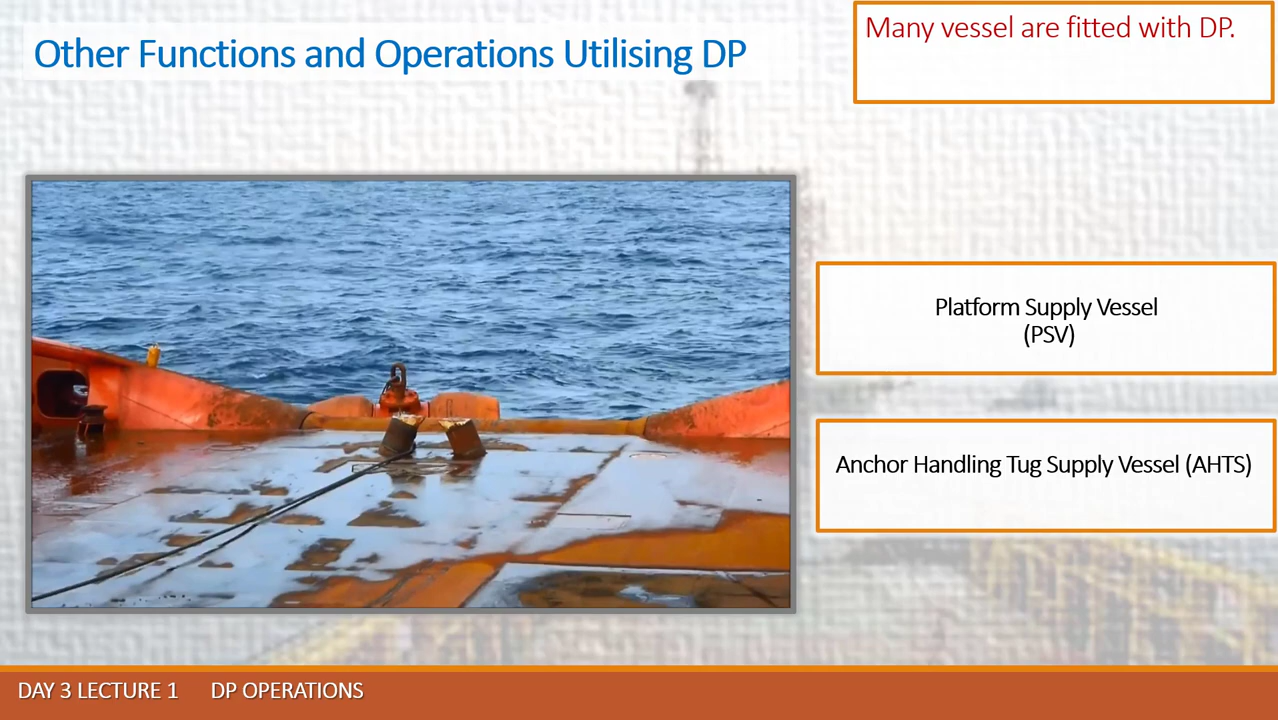 Other Functions and Operations Utilising DP
Many vessel are fitted with DP.
Platform Supply Vessel
(PSV)
Anchor Handling Tug Supply Vessel (AHTS)
DAY 3 LECTURE 1 DP OPERATIONS